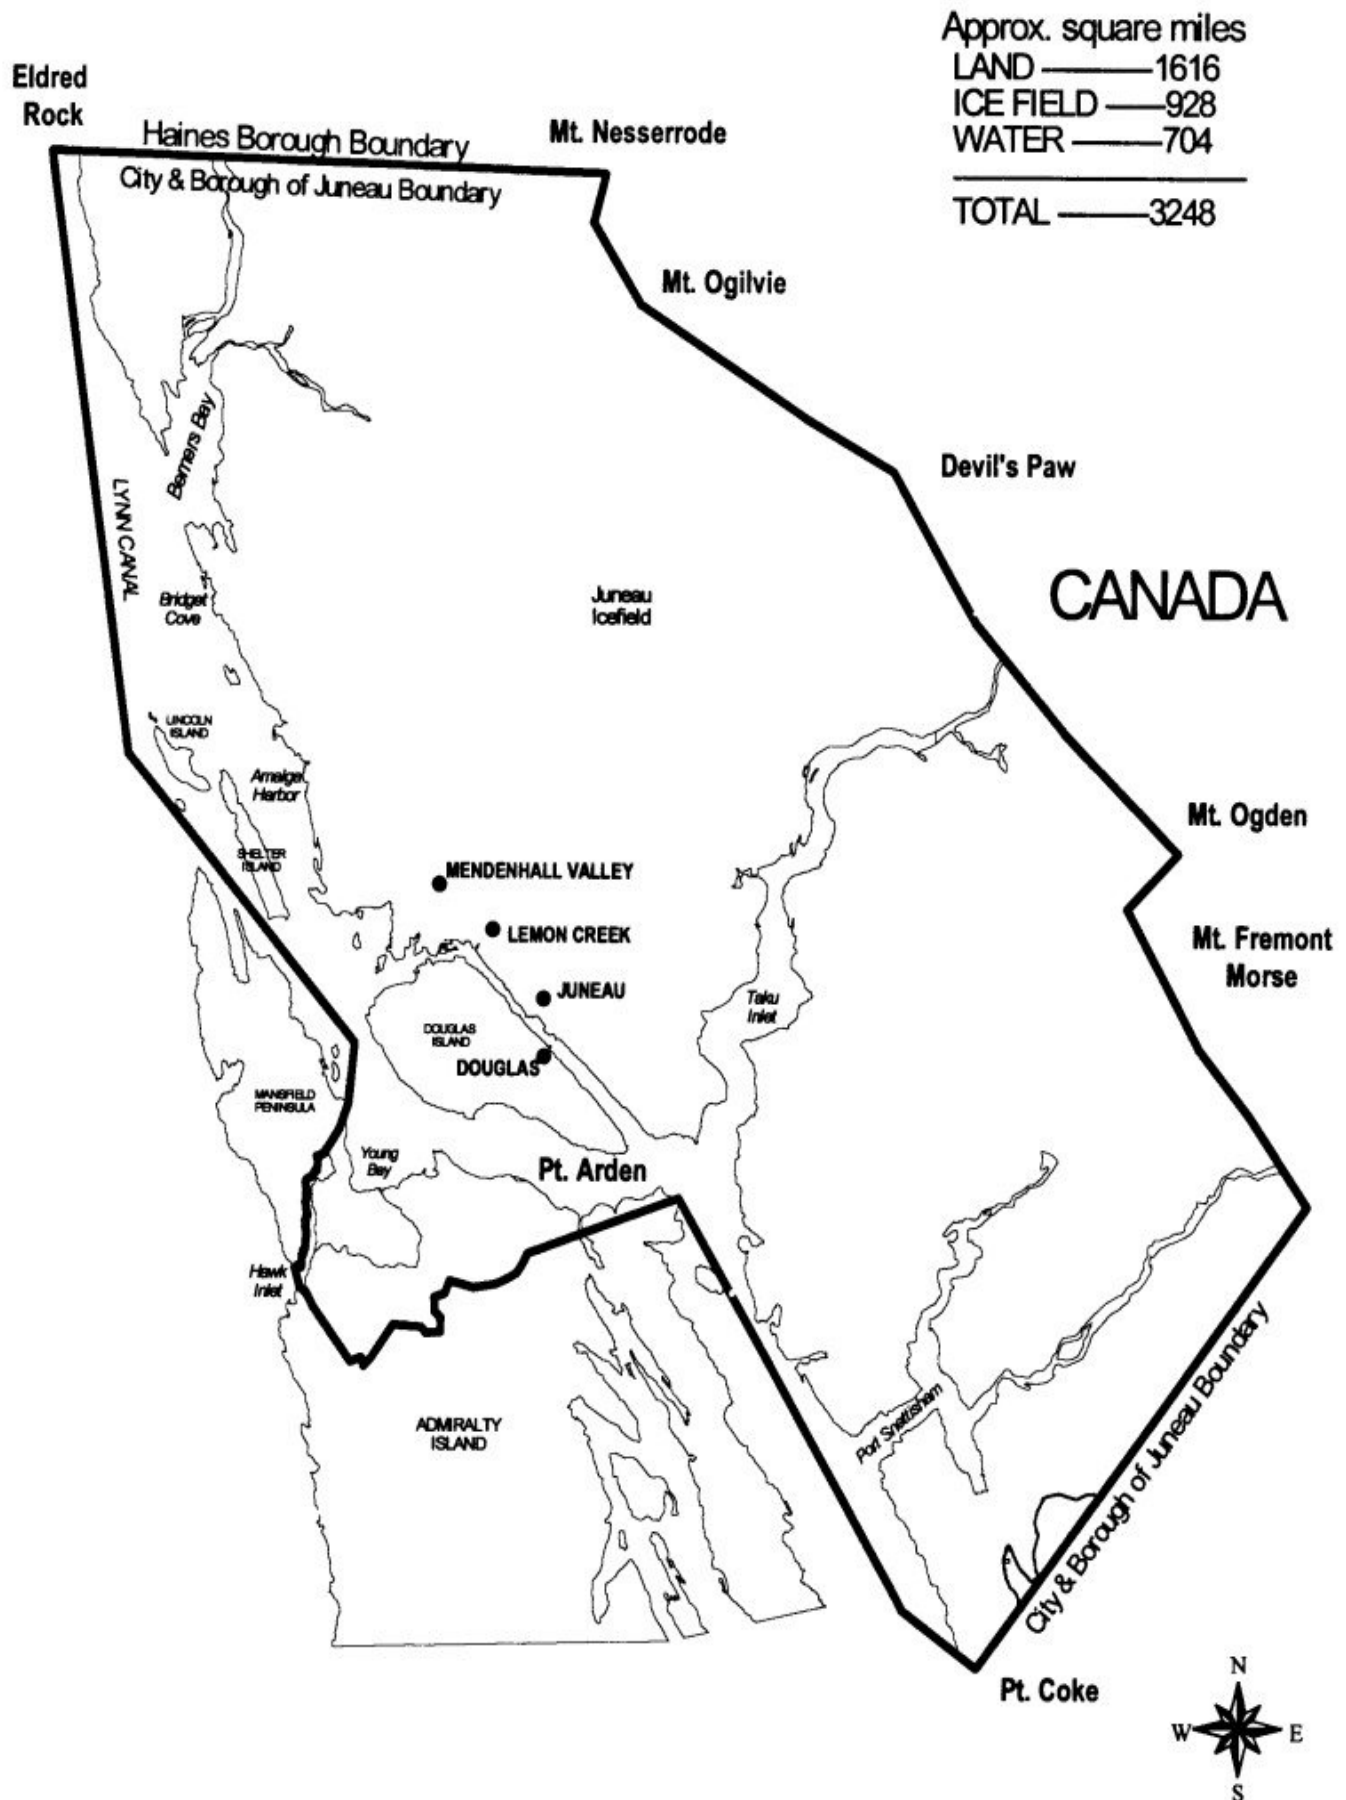 Approx. square miles
LAND 1616
ICE FIELD 928
WATER 704
TOTAL 3248
Eldred
Rock
Haines Borough Boundary
City & Borough of Juneau Boundary
Mt. Nesserrode
Mt. Ogilvie
Devil's Paw
CANADA
Berners Bay
LYNN CANAL
Bridget
Cove
Juneau
Icefield
LINCOLN
ISLAND
Amalga
Harbor
SHELTER
ISLAND
Mt. Ogden
MENDENHALL VALLEY
LEMON CREEK
Mt. Fremont
Morse
JUNEAU
Taku
Inlet
DOUGLAS
ISLAND
DOUGLAS
MANSFIELD
PENINSULA
Young
Bay
Pt. Arden
Hawk
Inlet
ADMIRALTY
ISLAND
Port Snettisham
City & Borough of Juneau Boundary
Pt. Coke
N
W E
S